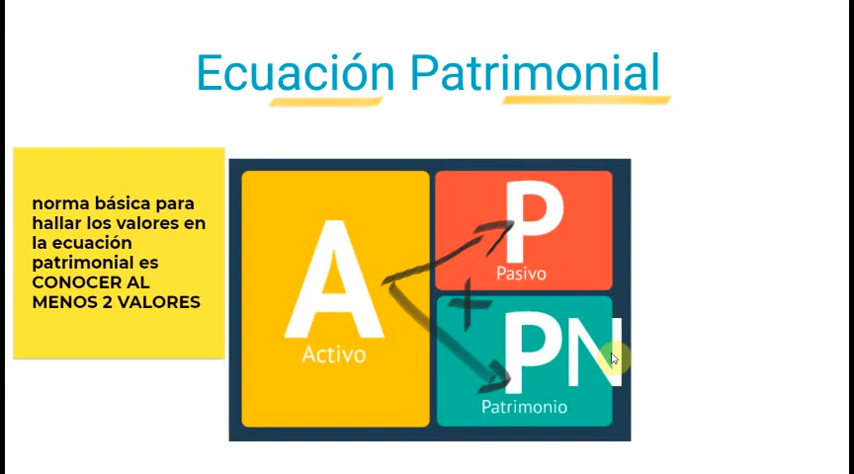 Ecuación Patrimonial
norma básica para
hallar los valores en
la ecuación
patrimonial es
CONOCER AL
MENOS 2 VALORES
A
Activo
P
Pasivo
+
PN
Patrimonio